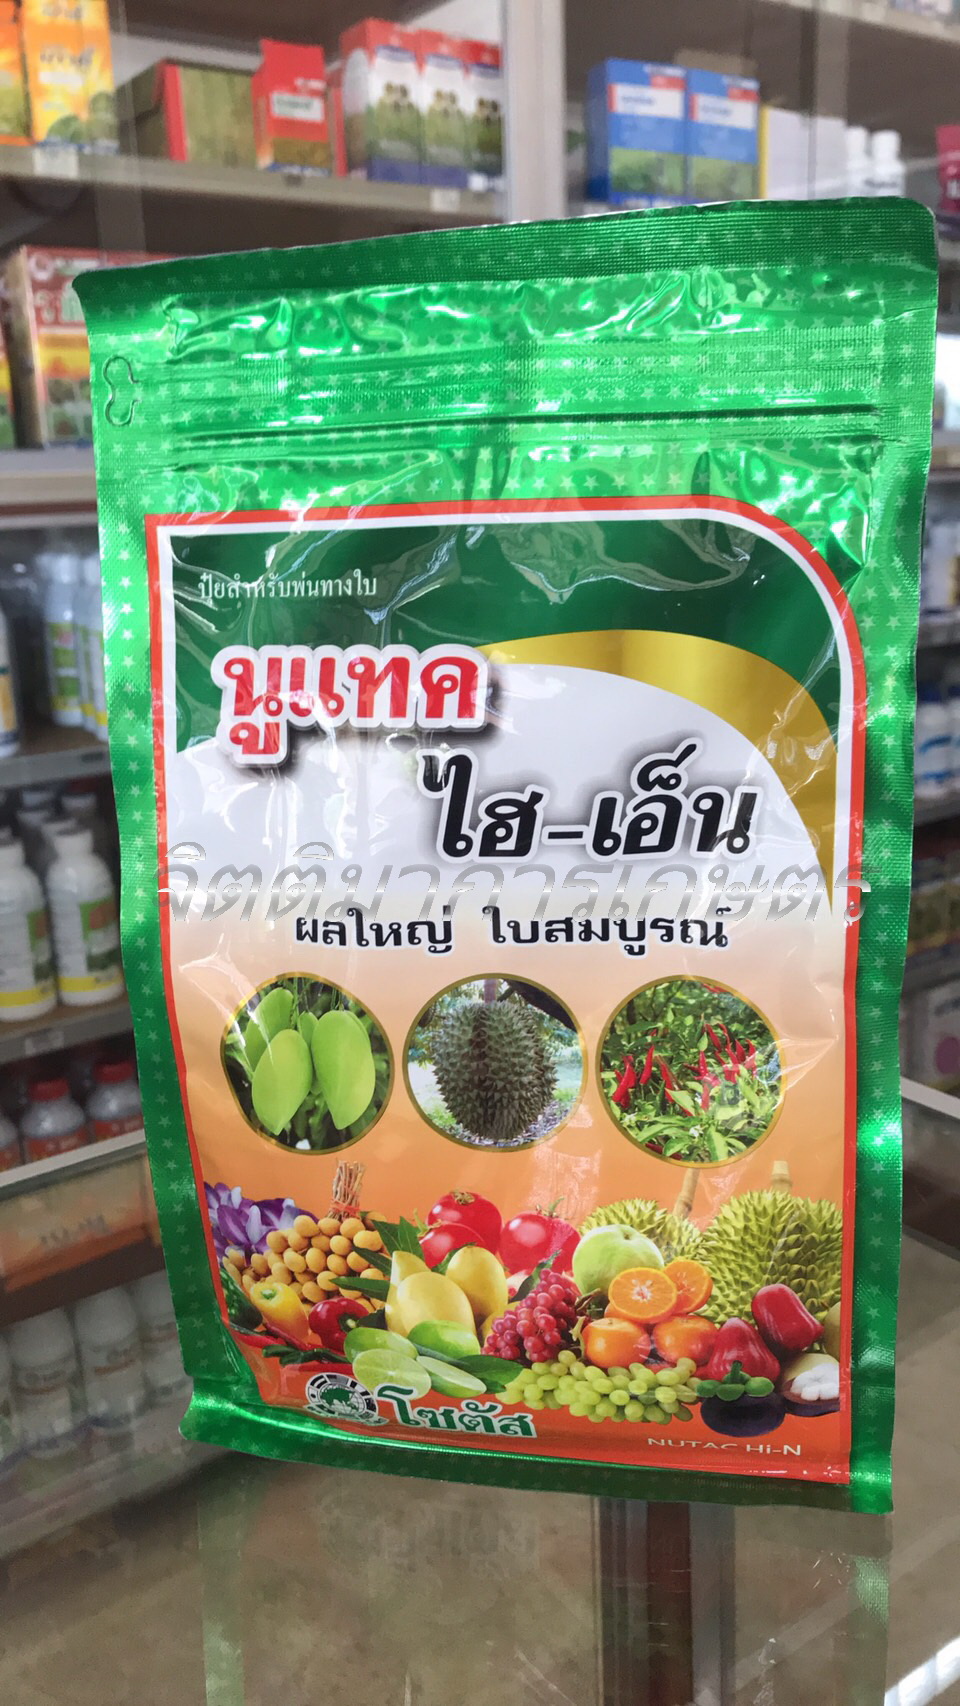 ปุ๋ยสำหรับพ่นทางใบ
นูแทค
ไฮ-เอ็น
จิตติมาการเกษตร
ผลใหญ่ ใบสมบูรณ์
โซตัส
NUTAC Hi-N